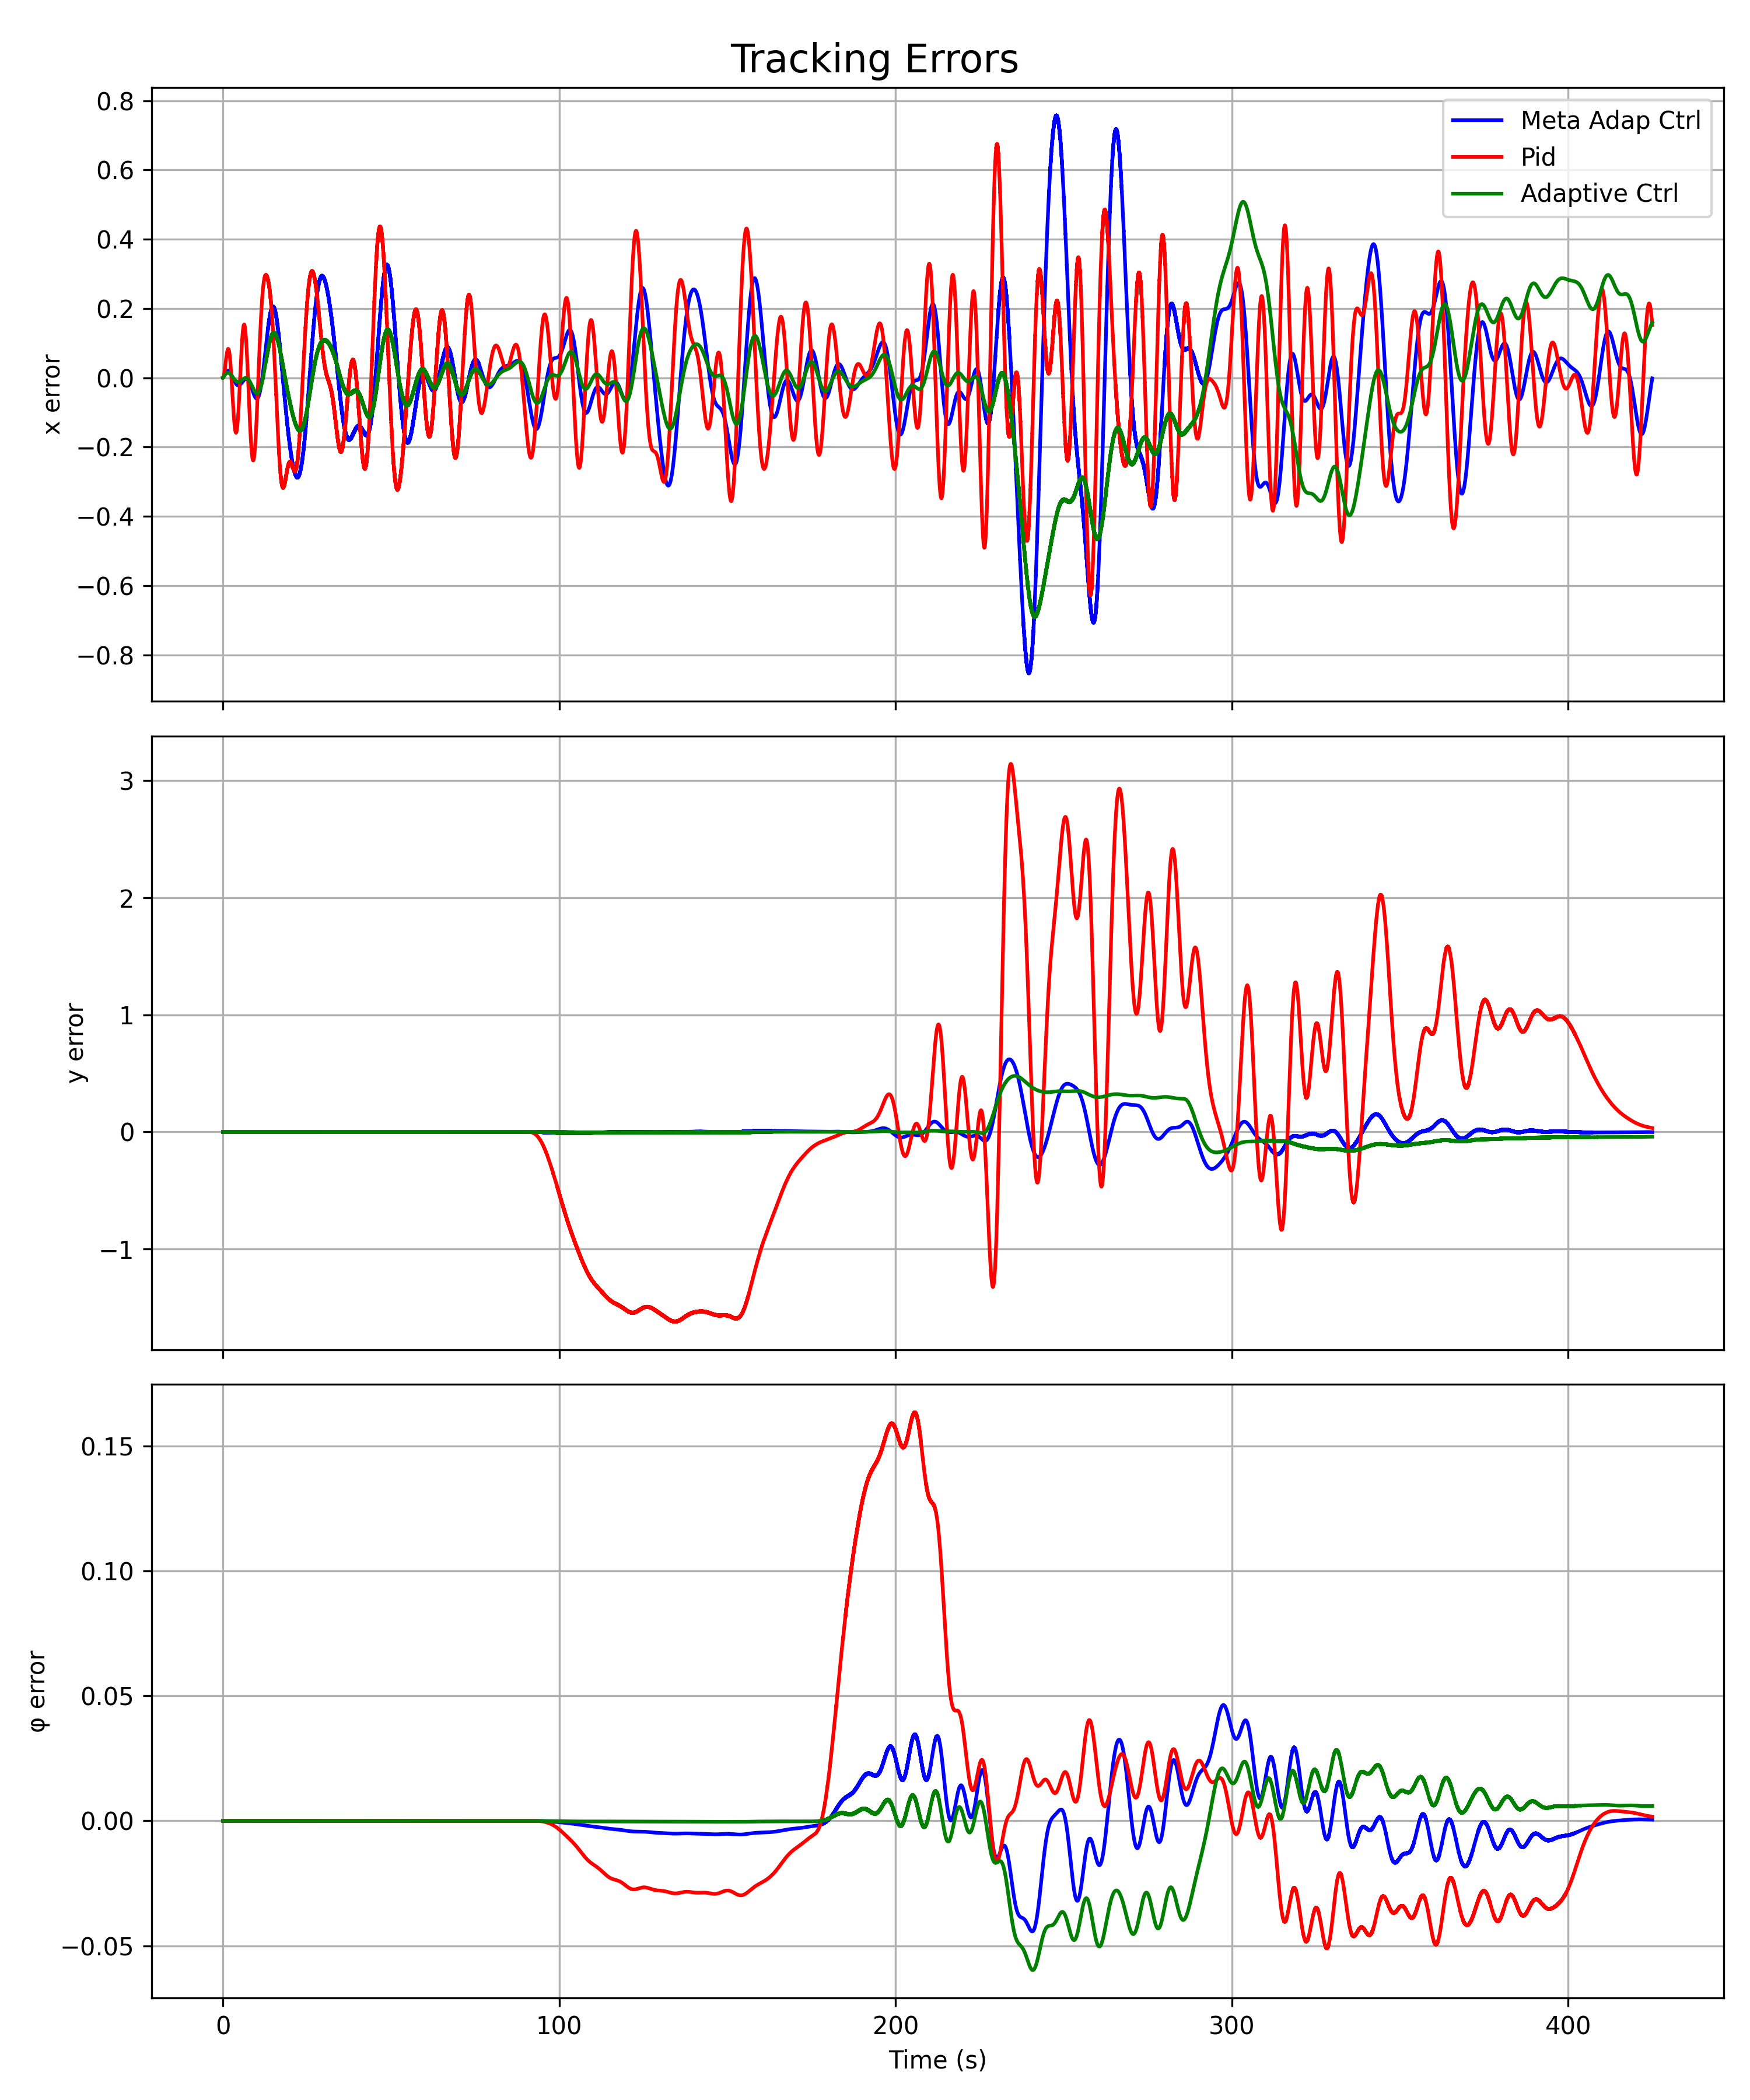 Tracking Errors
Meta Adap Ctrl
Pid
Adaptive Ctrl
x error
0.8
0.6
0.4
0.2
0.0
−0.2
−0.4
−0.6
−0.8
y error
3
2
1
0
−1
φ error
0.15
0.10
0.05
0.00
−0.05
0 100 200 300 400
Time (s)